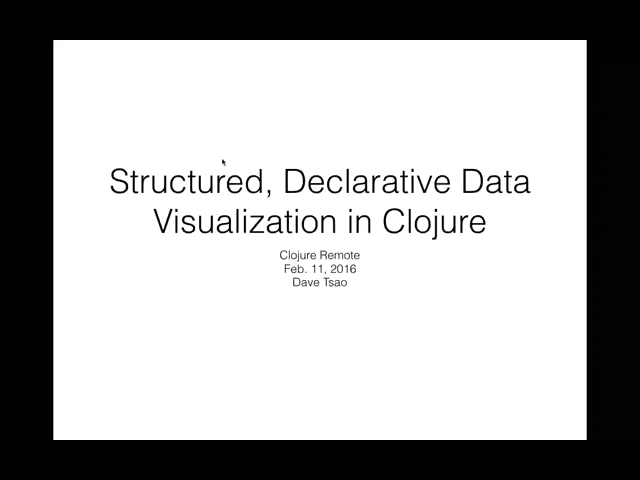 Structured, Declarative Data
Visualization in Clojure
Clojure Remote
Feb. 11, 2016
Dave Tsao